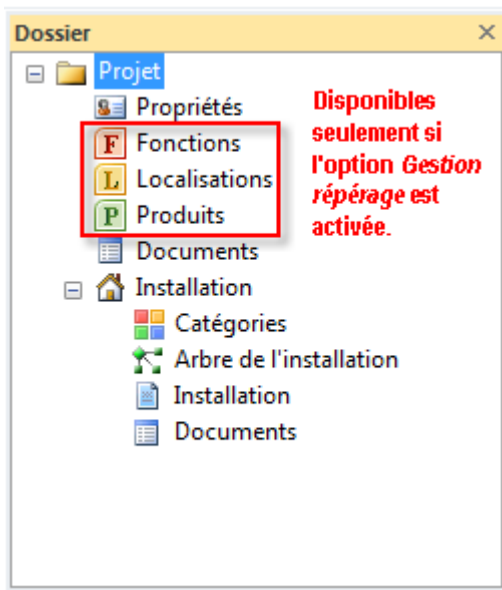 Dossier
Projet
Propriétés
F Fonctions
L Localisations
P Produits
Documents
Installation
Catégories
Arbre de l'installation
Installation
Documents
Disponibles
seulement si
l'option Gestion
répérage est
activée.